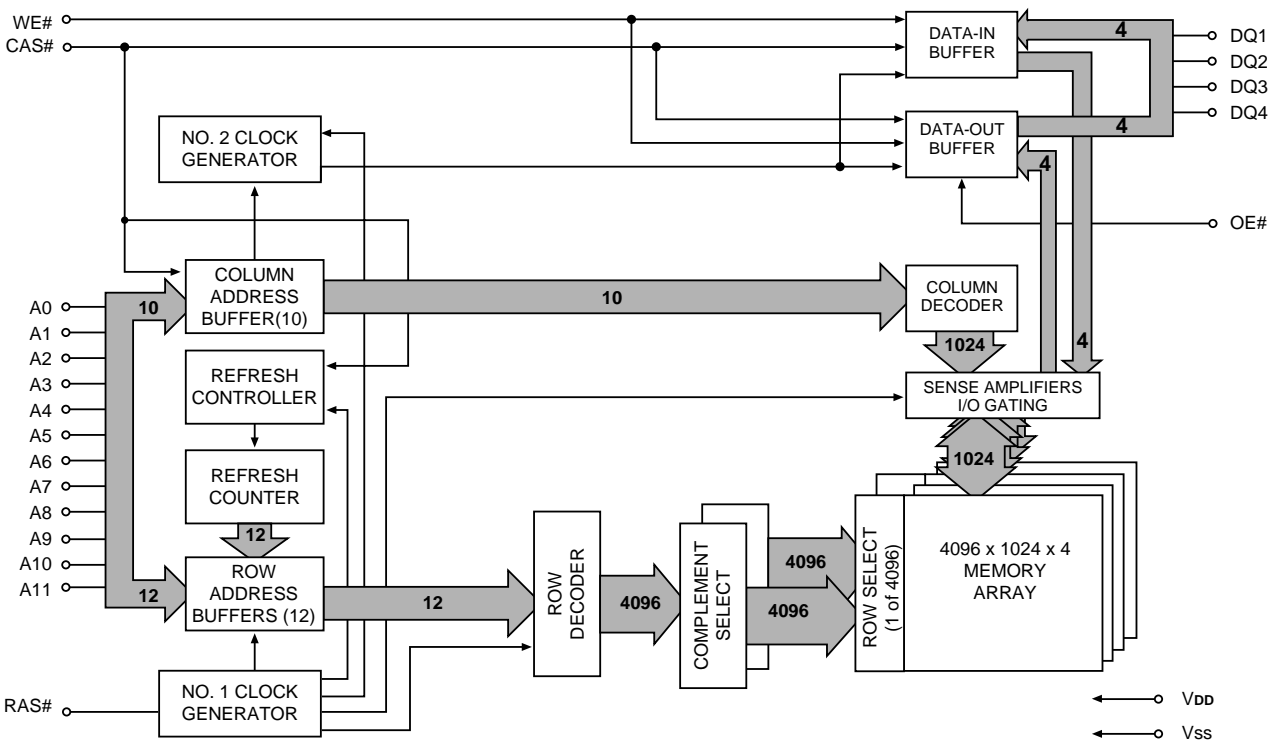 WE#
CAS#
DATA-IN
BUFFER
4
DQ1
DQ2
DQ3
DQ4
NO. 2 CLOCK
GENERATOR
DATA-OUT
BUFFER
4
4
OE#
COLUMN
ADDRESS
BUFFER(10)
10
10
COLUMN
DECODER
A0
A1
A2
A3
A4
A5
A6
A7
A8
A9
A10
A11
1024
4
REFRESH
CONTROLLER
SENSE AMPLIFIERS
I/O GATING
REFRESH
COUNTER
1024
12
ROW
ADDRESS
BUFFERS (12)
12
12
ROW
DECODER
4096
COMPLEMENT
SELECT
4096
4096
ROW SELECT
(1 of 4096)
4096 x 1024 x 4
MEMORY
ARRAY
RAS#
NO. 1 CLOCK
GENERATOR
VDD
VSS